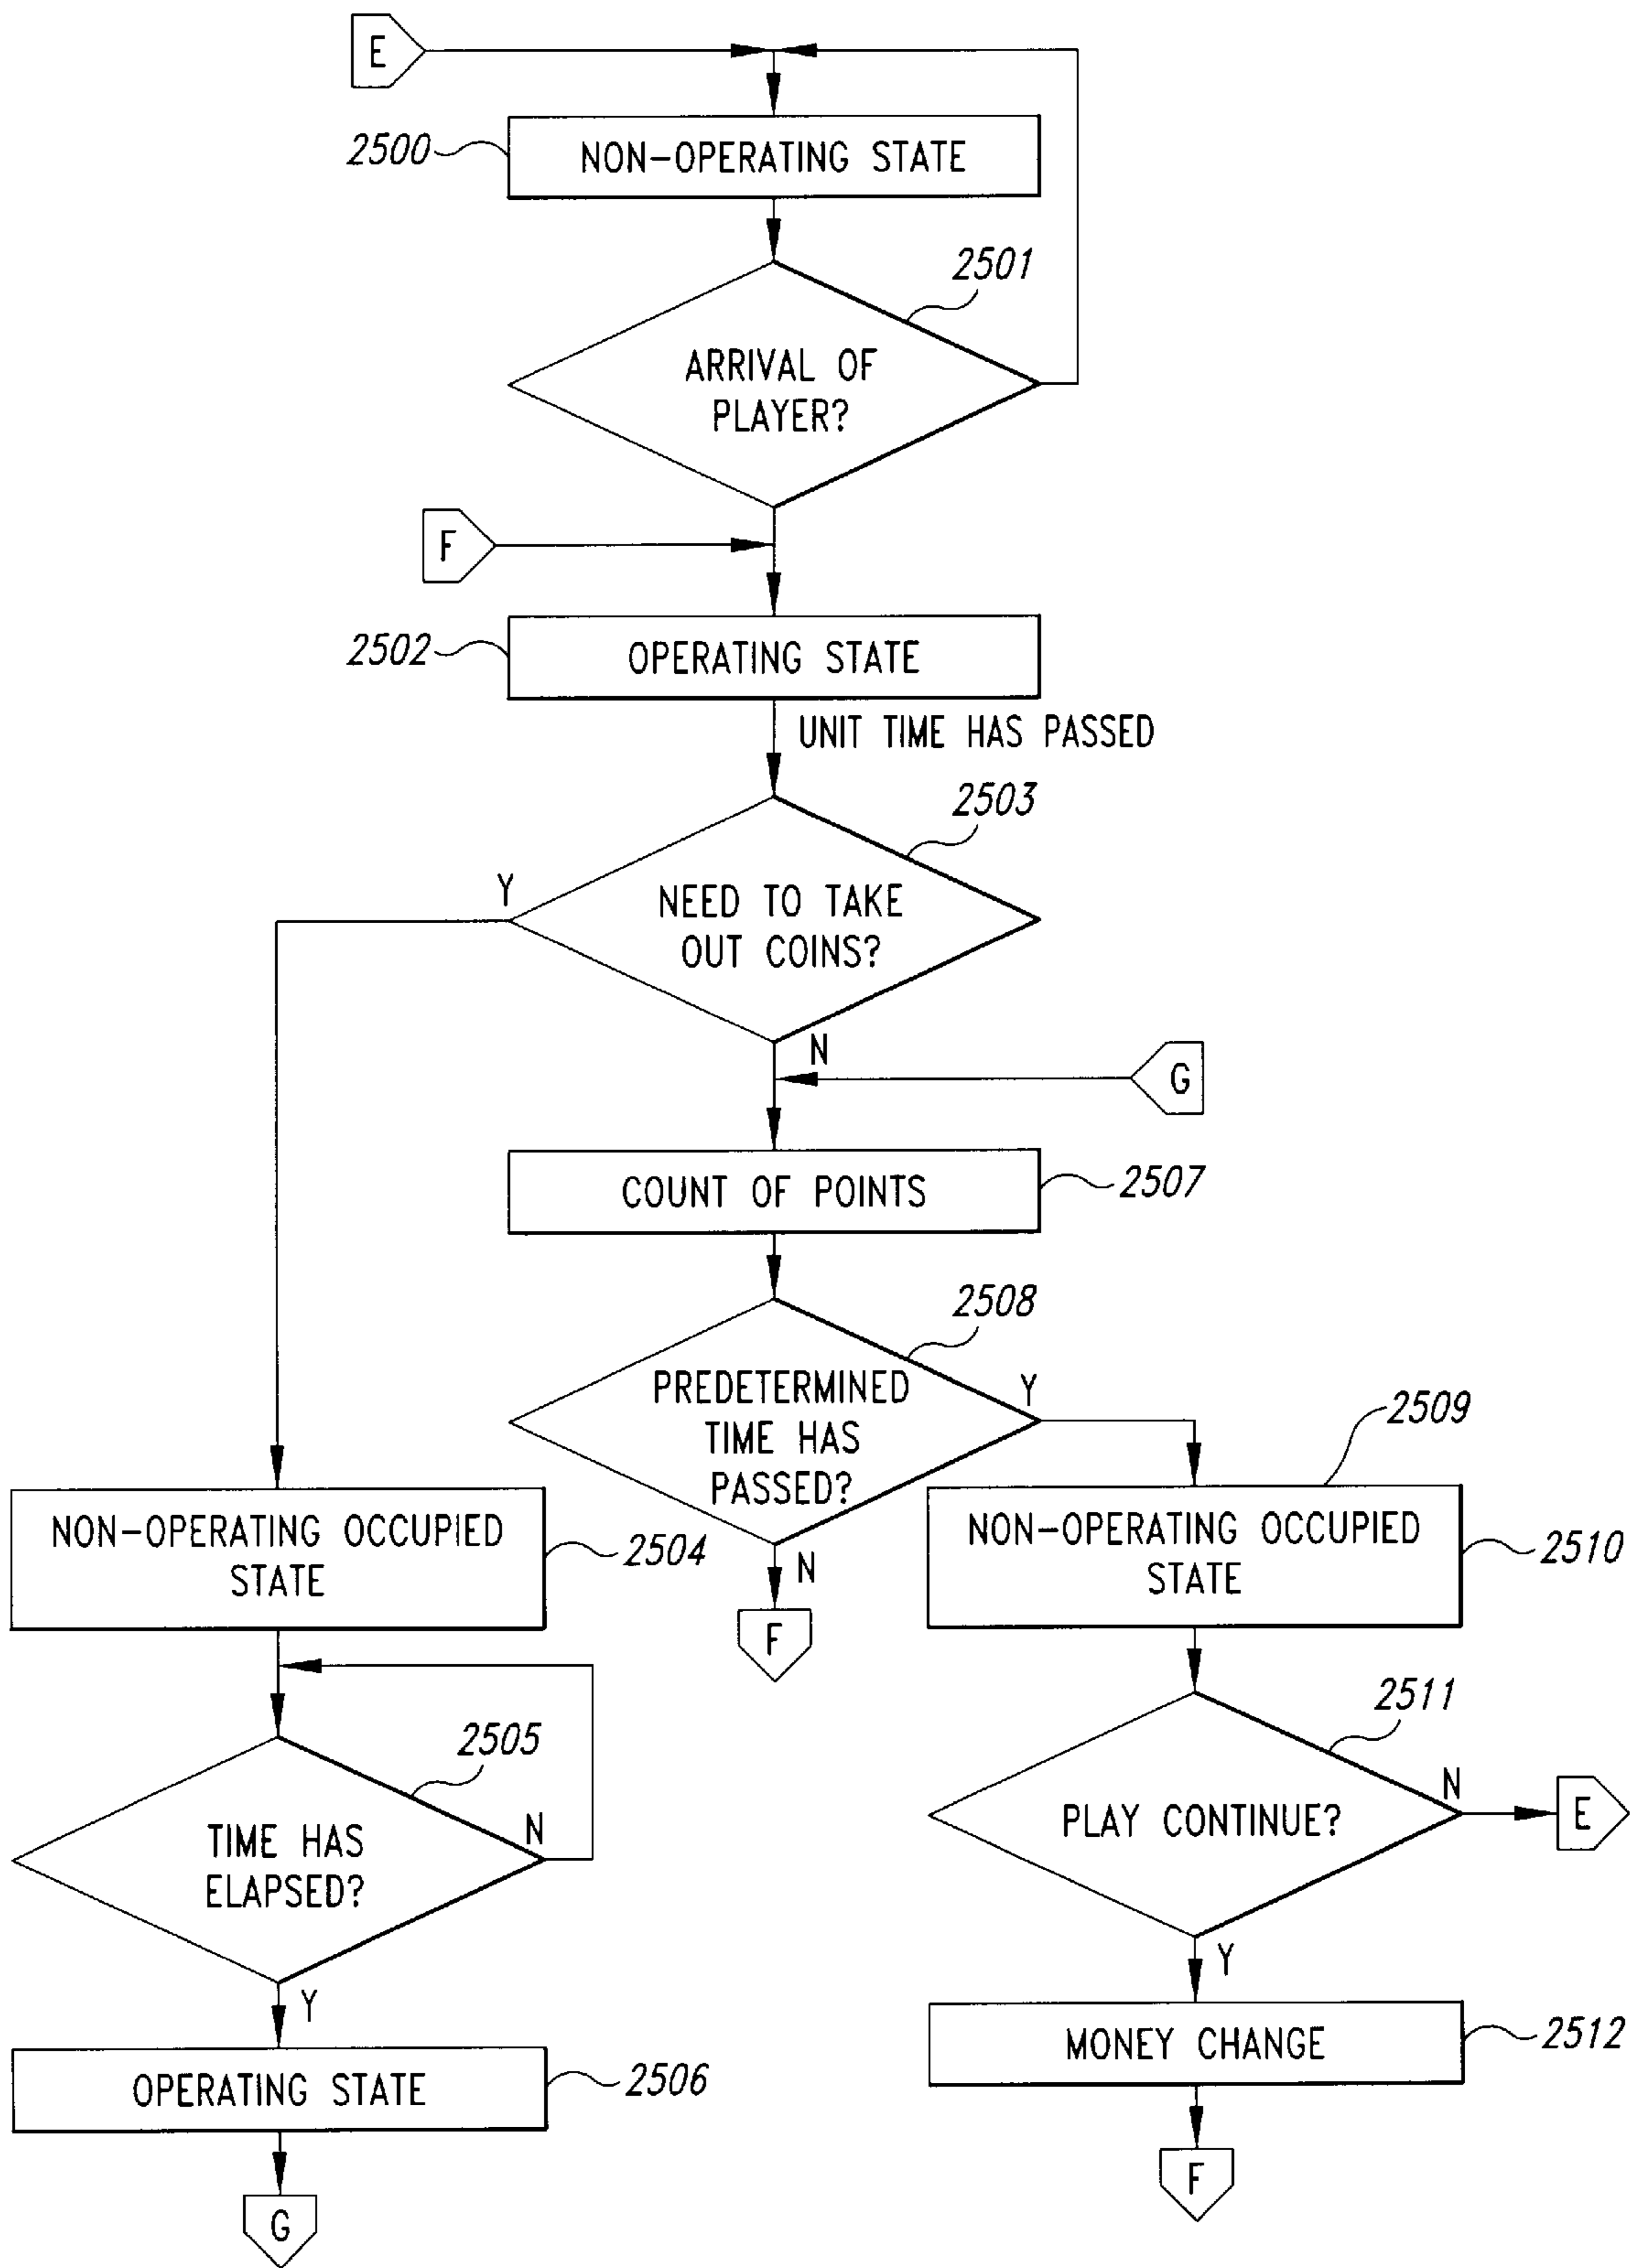 E
2500
NON-OPERATING STATE
2501
ARRIVAL OF
PLAYER?
F
2502
OPERATING STATE
UNIT TIME HAS PASSED
2503
Y
NEED TO TAKE
OUT COINS?
N
G
COUNT OF POINTS
2507
2508
PREDETERMINED
TIME HAS
PASSED?
Y
N
F
2509
NON-OPERATING OCCUPIED
STATE
2504
NON-OPERATING OCCUPIED
STATE
2510
2505
TIME HAS
ELAPSED?
N
Y
2511
PLAY CONTINUE?
N
E
Y
OPERATING STATE
2506
G
MONEY CHANGE
2512
F